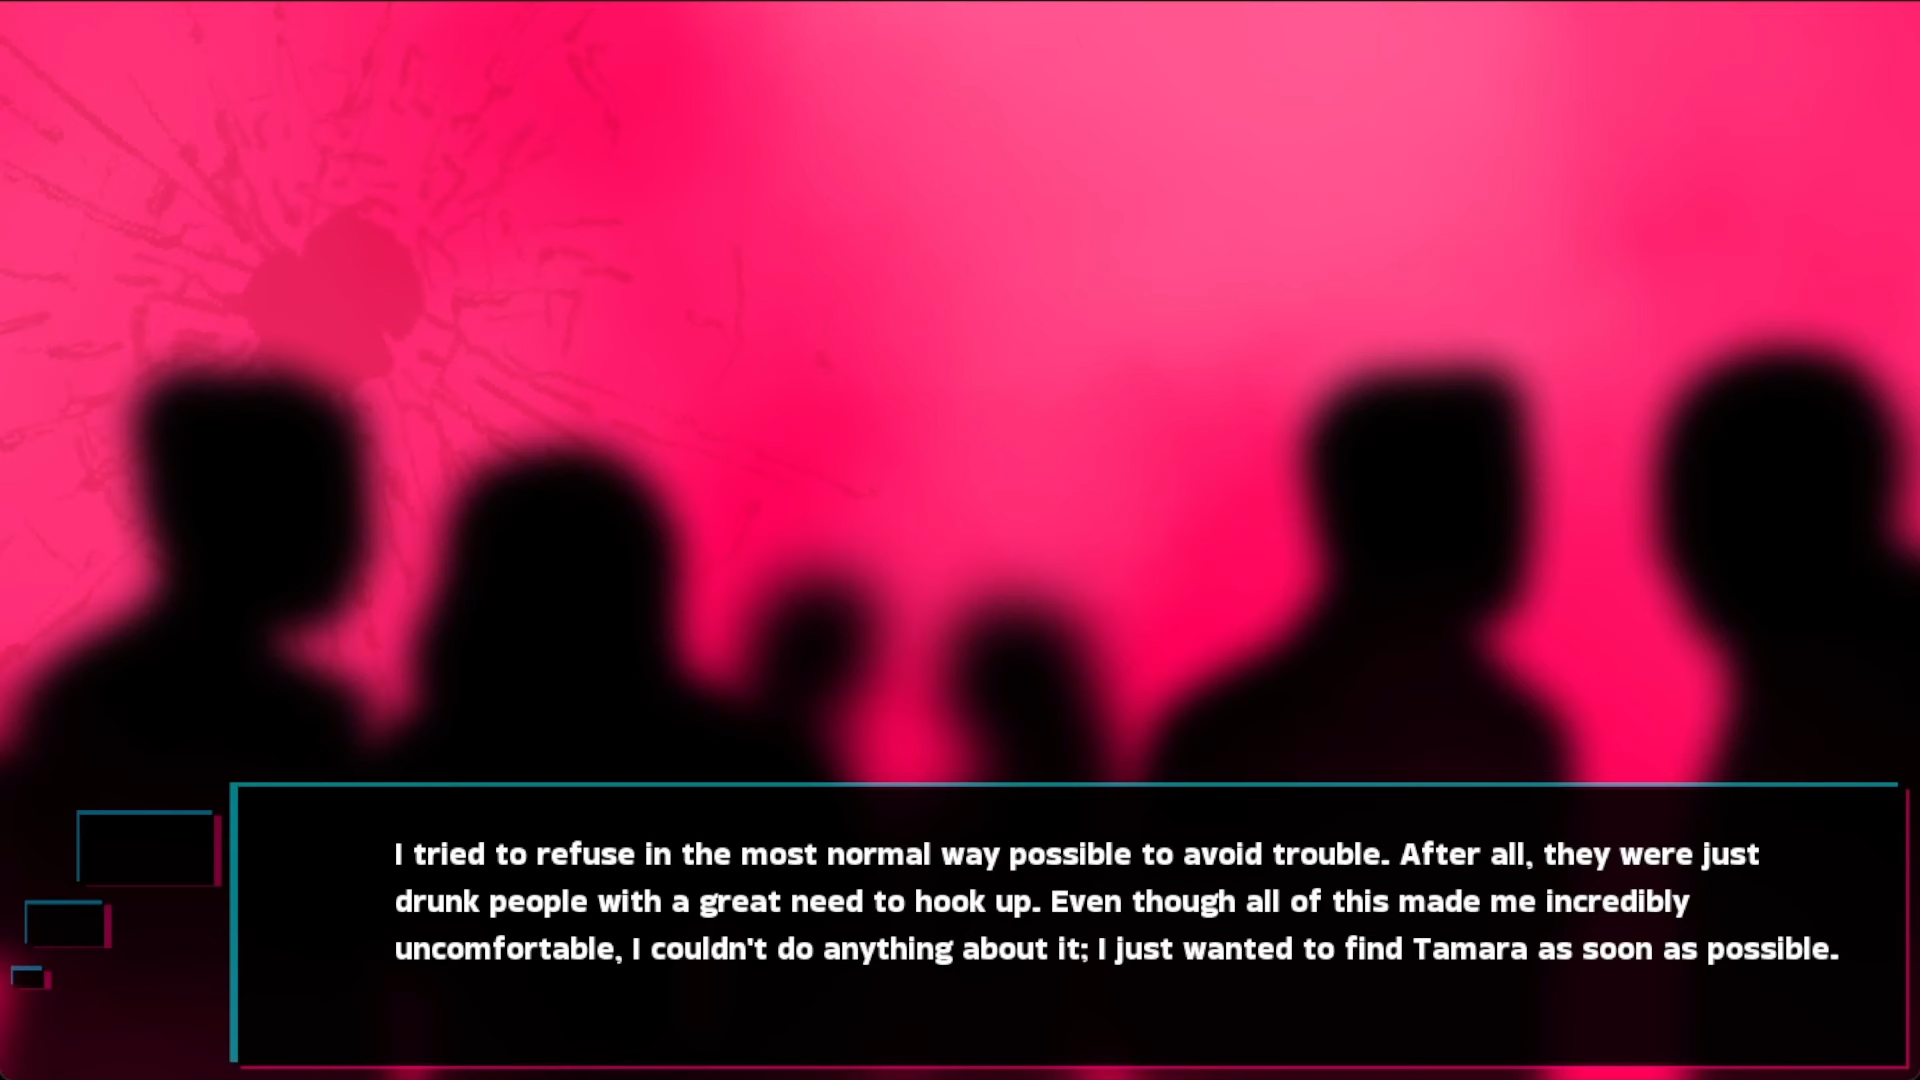 I tried to refuse in the most normal way possible to avoid trouble. After all, they were just
drunk people with a great need to hook up. Even though all of this made me incredibly
uncomfortable, I couldn't do anything about it; I just wanted to find Tamara as soon as possible.